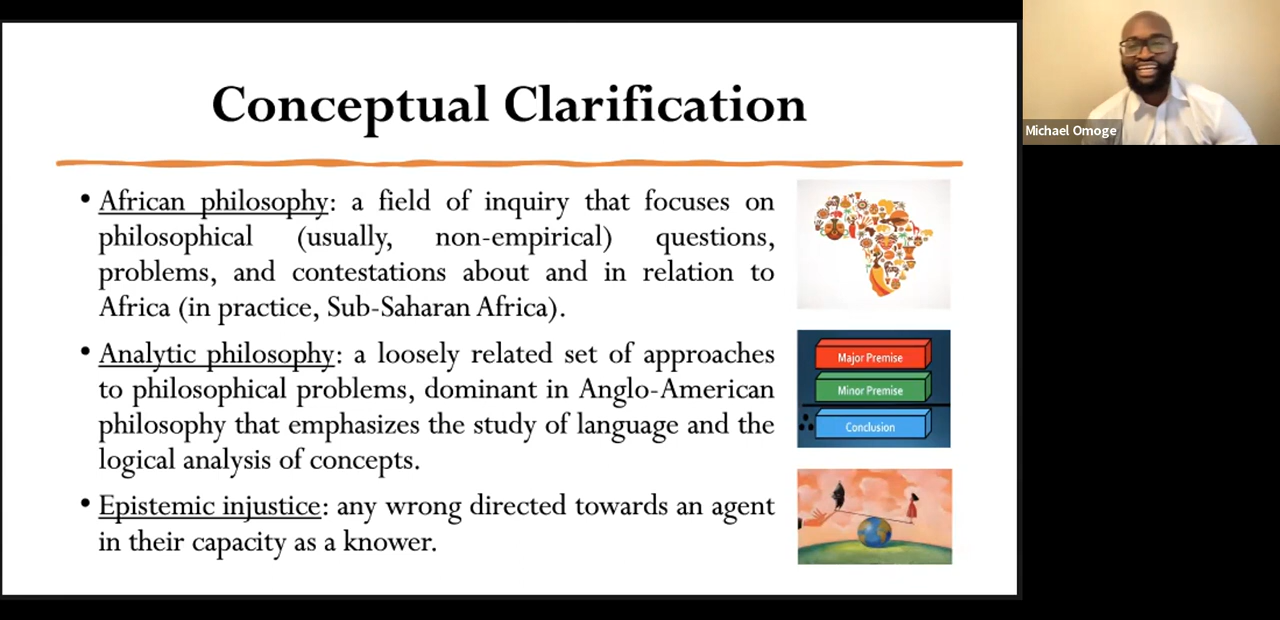 Conceptual Clarification
• African philosophy: a field of inquiry that focuses on
philosophical (usually, non-empirical) questions,
problems, and contestations about and in relation to
Africa (in practice, Sub-Saharan Africa).
• Analytic philosophy: a loosely related set of approaches
to philosophical problems, dominant in Anglo-American
philosophy that emphasizes the study of language and the
logical analysis of concepts.
• Epistemic injustice: any wrong directed towards an agent
in their capacity as a knower.
Major Premise
Minor Premise
Conclusion
Michael Omoge